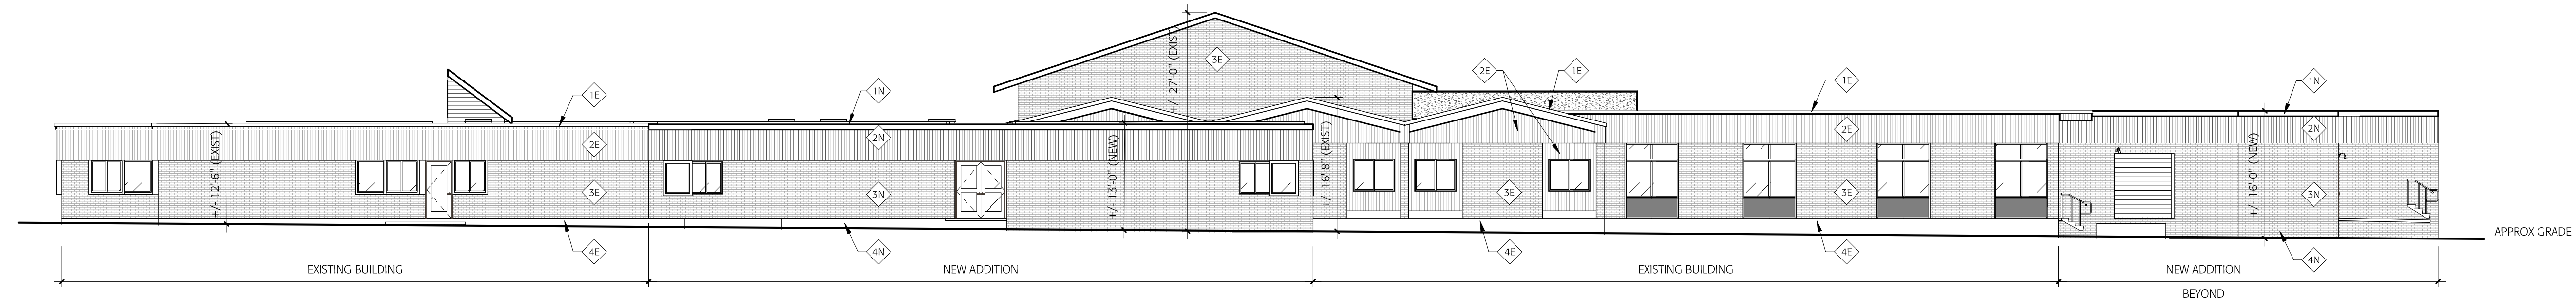 +/- 27'-0" (EXIST)
3E
2E
1E
1E
1N
1E
1N
+/- 12'-6" (EXIST)
2E
2N
+/- 13'-0" (NEW)
+/- 16'-8" (EXIST)
2E
2N
+/- 16'-0" (NEW)
3E
3N
3E
3E
3N
APPROX GRADE
4E
4N
4E
4E
4N
EXISTING BUILDING
NEW ADDITION
EXISTING BUILDING
NEW ADDITION
BEYOND